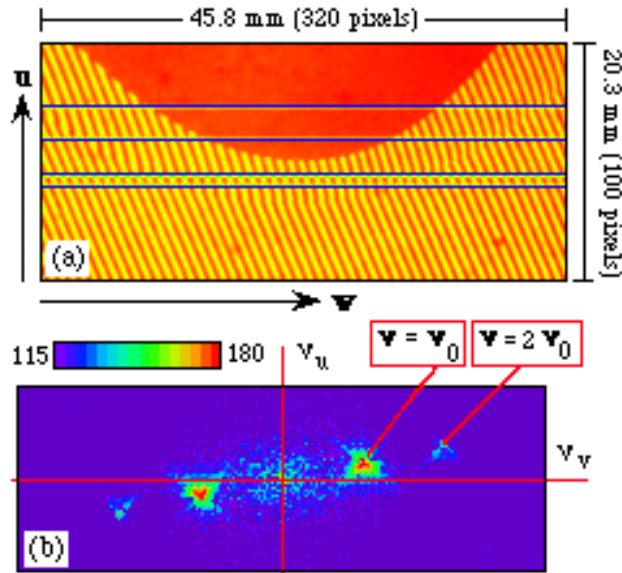 45.8 mm (320 pixels)
u
20.3 mm (100 pixels)
(a)
v
115
180
ν_u
v = v_0
v = 2 v_0
ν_v
(b)